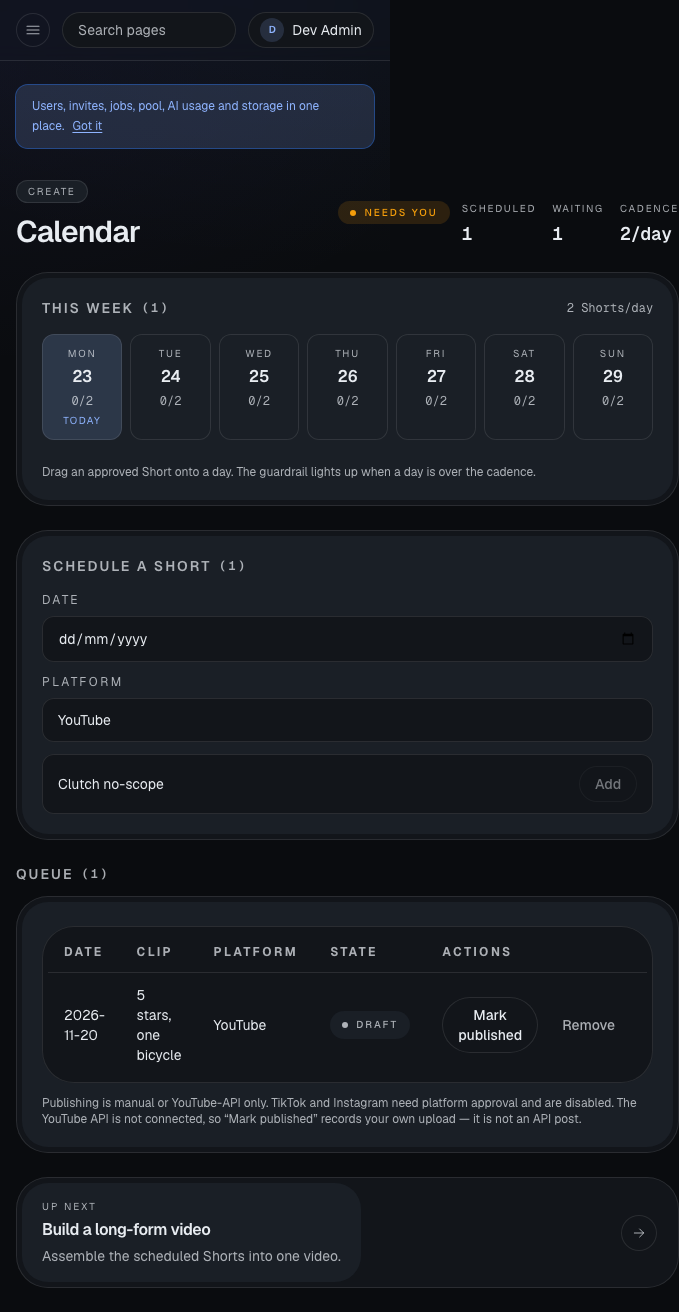 Search pages
D
Dev Admin
Users, invites, jobs, pool, AI usage and storage in one
place. Got it
CREATE
Calendar
NEEDS YOU
SCHEDULED
1
WAITING
1
CADENCE
2/day
THIS WEEK (1)
2 Shorts/day
MON
23
0/2
TODAY
TUE
24
0/2
WED
25
0/2
THU
26
0/2
FRI
27
0/2
SAT
28
0/2
SUN
29
0/2
Drag an approved Short onto a day. The guardrail lights up when a day is over the cadence.
SCHEDULE A SHORT (1)
DATE
dd/mm/yyyy
PLATFORM
YouTube
Clutch no-scope
Add
QUEUE (1)
DATE CLIP PLATFORM STATE ACTIONS
2026-
11-20
5
stars,
one
bicycle
YouTube
DRAFT
Mark
published
Remove
Publishing is manual or YouTube-API only. TikTok and Instagram need platform approval and are disabled. The
YouTube API is not connected, so “Mark published” records your own upload — it is not an API post.
UP NEXT
Build a long-form video
Assemble the scheduled Shorts into one video.